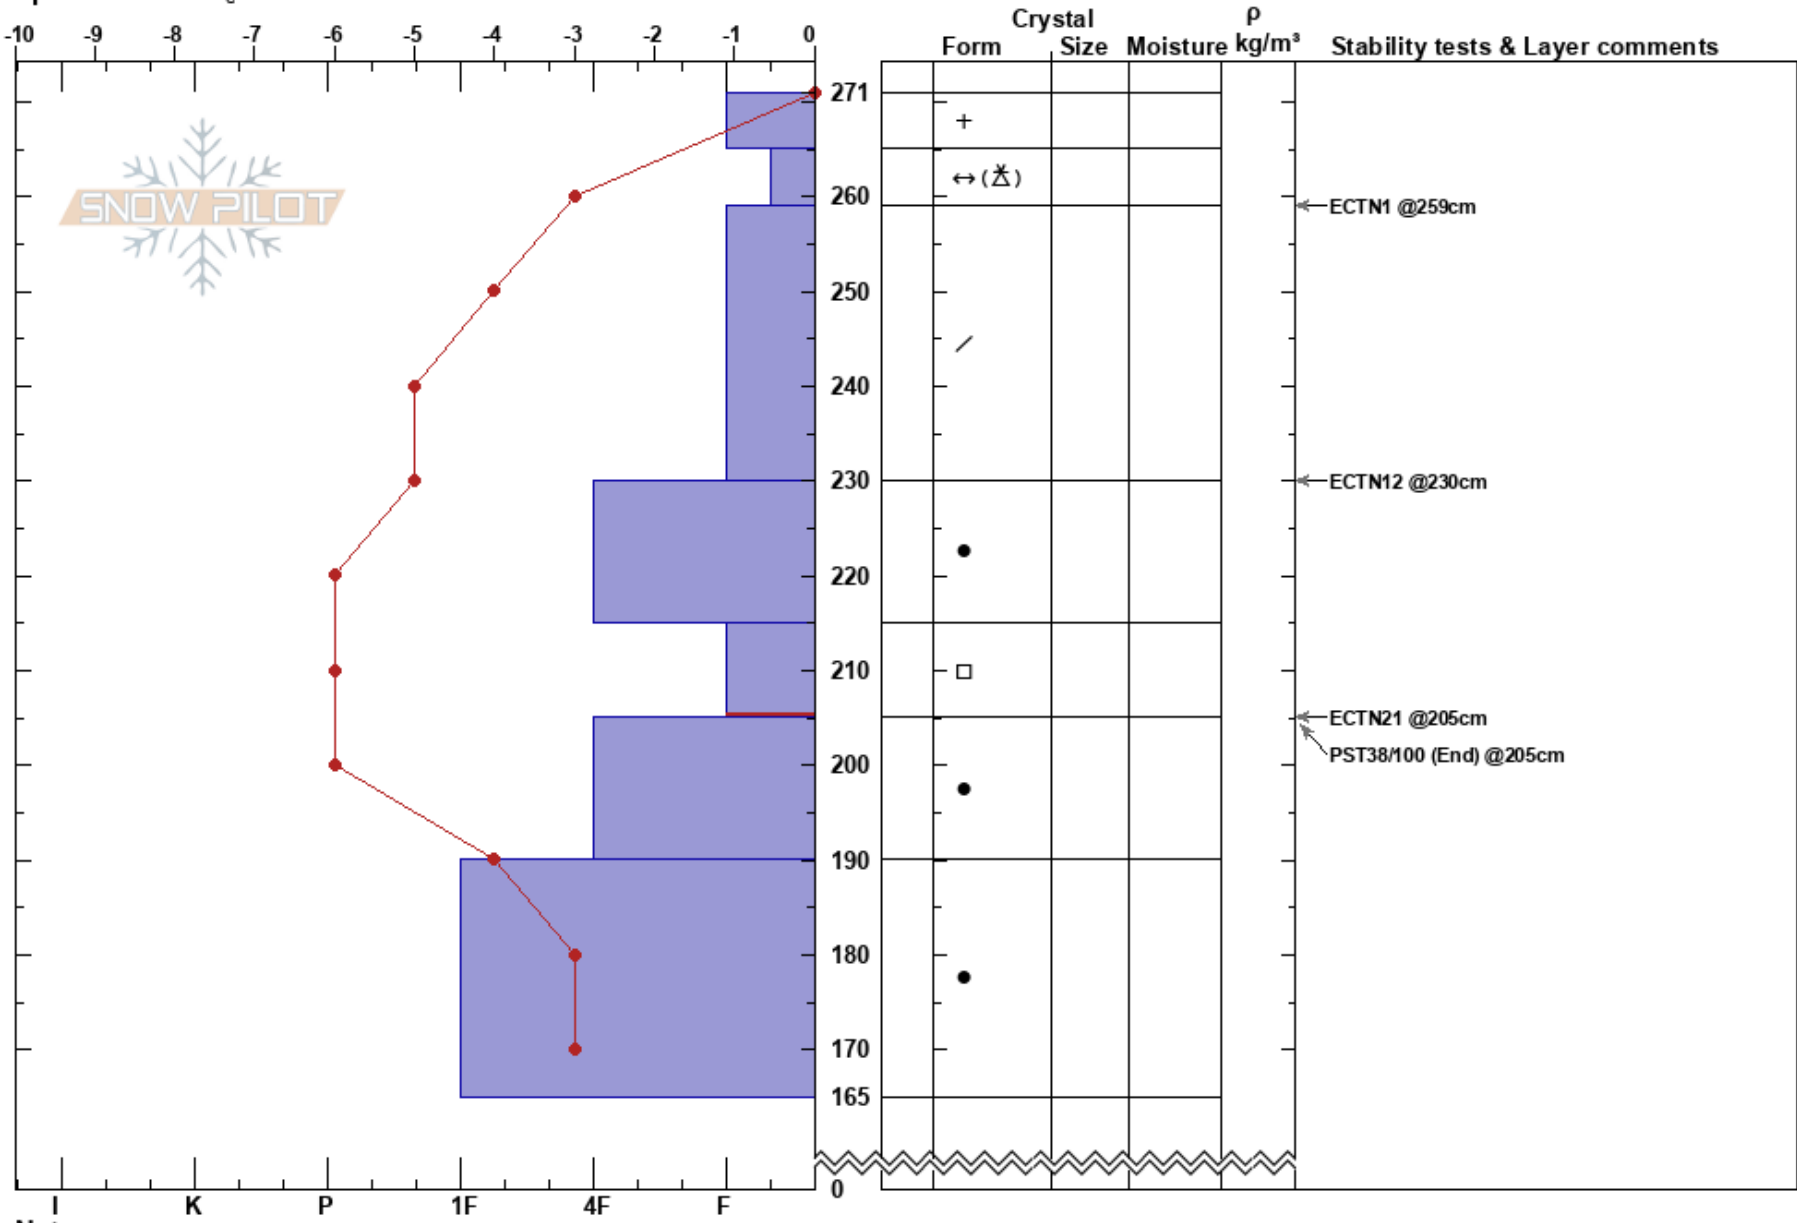 Crystal ρ
-10 -9 -8 -7 -6 -5 -4 -3 -2 -1 0
Form Size Moisture kg/m³ Stability tests & Layer comments
271
+
SNOW PILOT
260
ECTN1 @259cm
250
240
230
ECTN12 @230cm
220
210
ECTN21 @205cm
PST38/100 (End) @205cm
200
190
180
170
165
0
I K P 1F 4F F